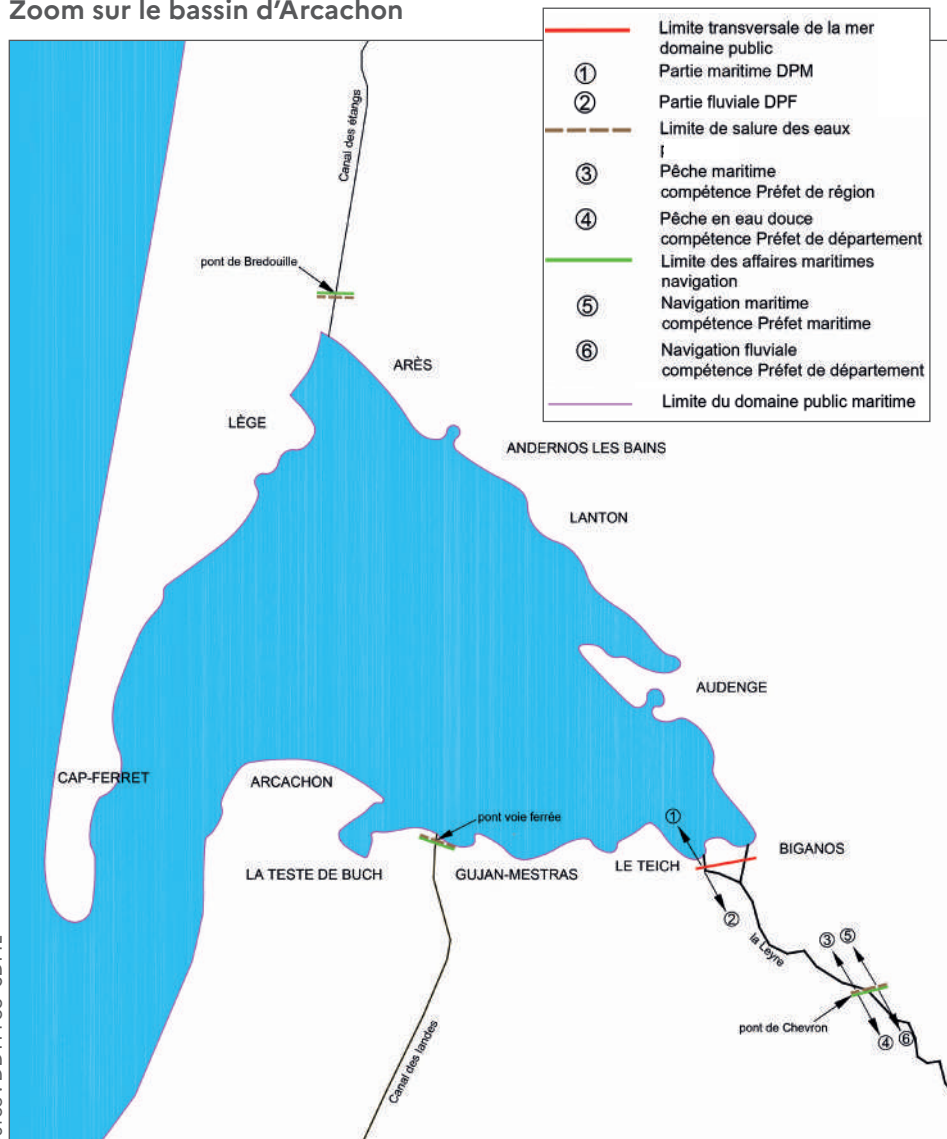 Zoom sur le bassin d'Arcachon
Limite transversale de la mer
domaine public
① Partie maritime DPM
② Partie fluviale DPF
Limite de salure des eaux
③ Pêche maritime
compétence Préfet de région
④ Pêche en eau douce
compétence Préfet de département
Limite des affaires maritimes
navigation
⑤ Navigation maritime
compétence Préfet maritime
⑥ Navigation fluviale
compétence Préfet de département
Limite du domaine public maritime
Canal des étangs
pont de Bredouille
ARÈS
LÈGE
ANDERNOS LES BAINS
LANTON
AUDENGE
CAP-FERRET
ARCACHON
pont voie ferrée
①
BIGANOS
LE TEICH
LA TESTE DE BUCH
GUJAN-MESTRAS
②
la Leyre
③ ⑤
pont de Chevron
④ ⑥
Canal des landes